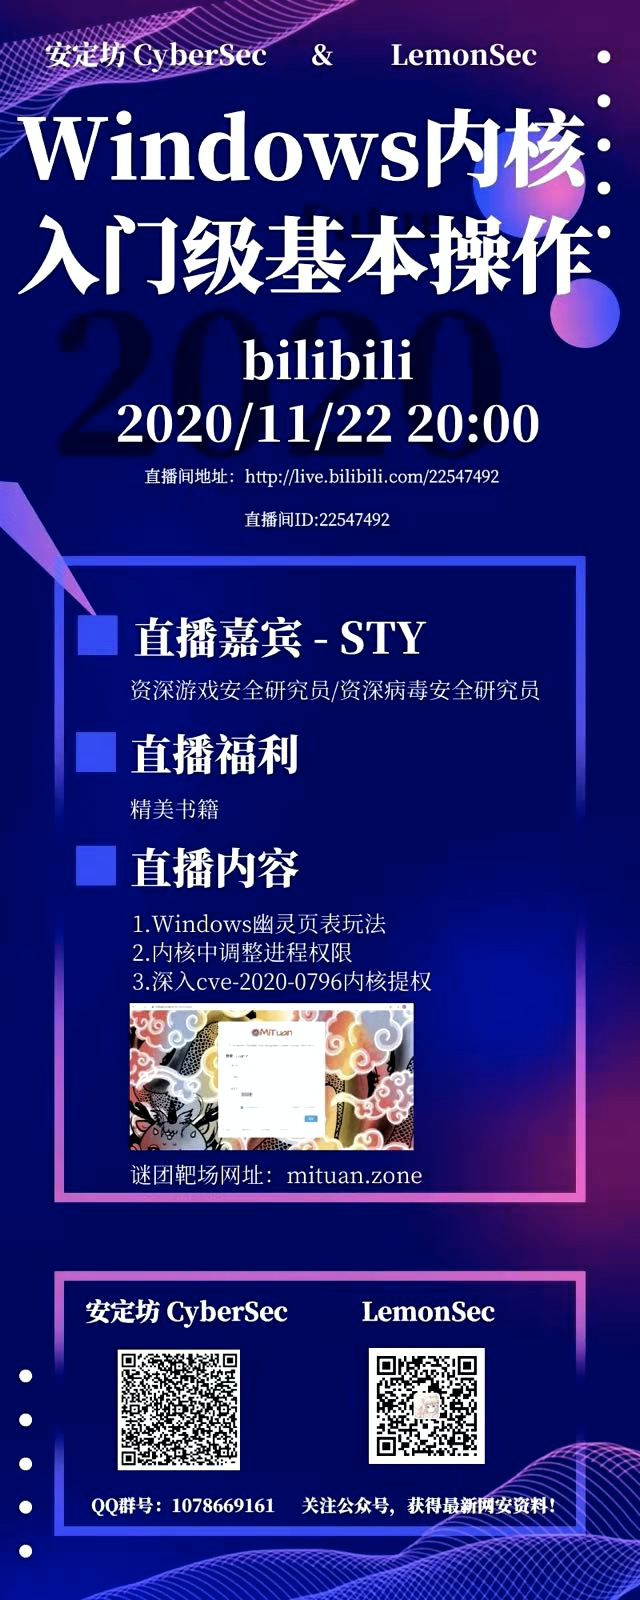 安定坊 CyberSec & LemonSec
Windows内核
入门级基本操作
2020
bilibili
2020/11/22 20:00
直播间地址：http://live.bilibili.com/22547492
直播间ID:22547492
直播嘉宾 - STY
资深游戏安全研究员/资深病毒安全研究员
直播福利
精美书籍
直播内容
1.Windows幽灵页表玩法
2.内核中调整进程权限
3.深入cve-2020-0796内核提权
MiTuan
谜团靶场网址：mituan.zone
安定坊 CyberSec
LemonSec
QQ群号：1078669161
关注公众号，获得最新网安资料！